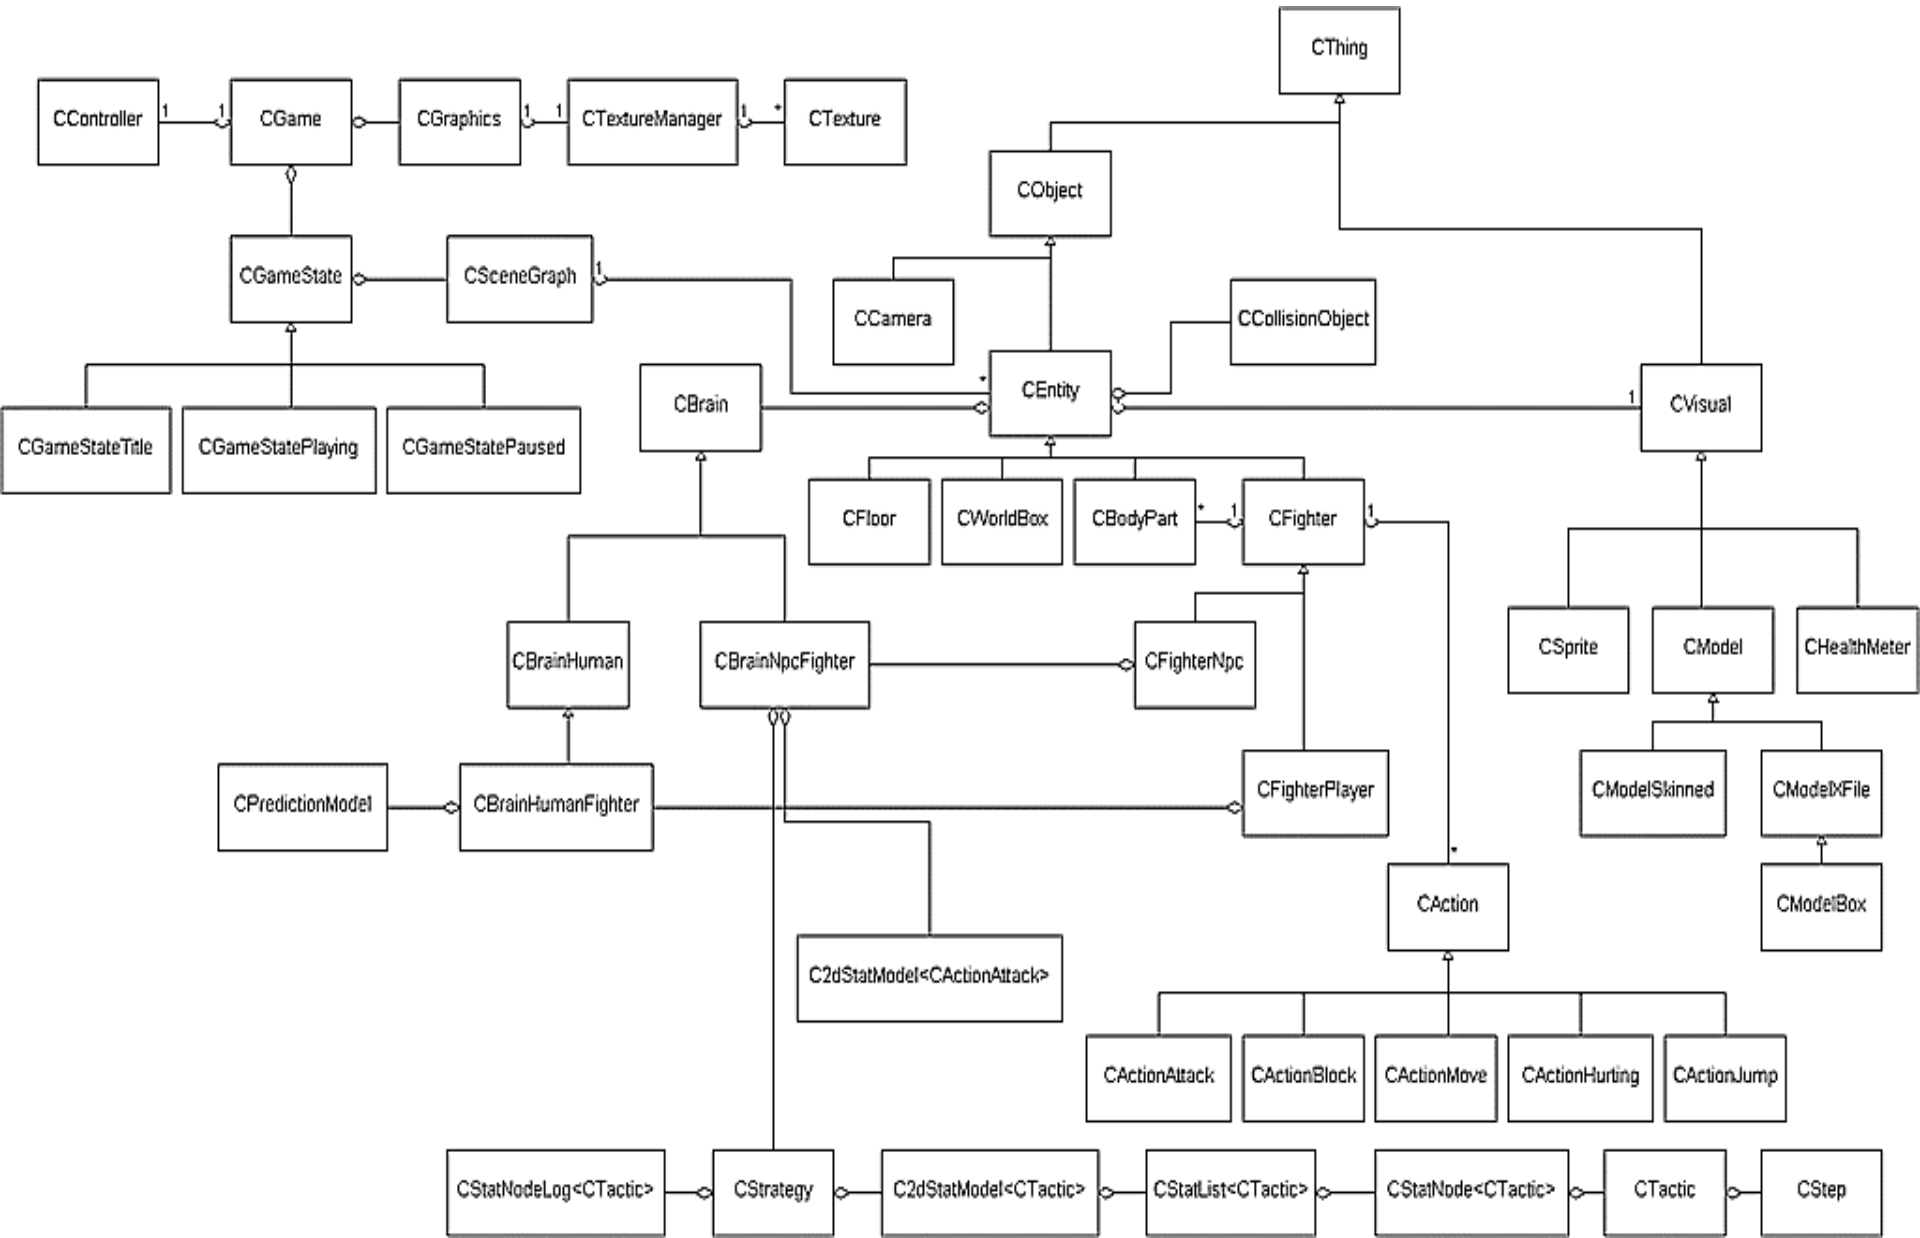 CThing
CController
1
1
CGame
CGraphics
1
1
CTextureManager
1
*
CTexture
CObject
CGameState
CSceneGraph
1
CCamera
CCollisionObject
*
CEntity
CBrain
1
CVisual
CGameStateTitle
CGameStatePlaying
CGameStatePaused
CFloor
CWorldBox
CBodyPart
*
1
CFighter
1
CBrainHuman
CBrainNpcFighter
CFighterNpc
CSprite
CModel
CHealthMeter
CPredictionModel
CBrainHumanFighter
CFighterPlayer
CModelSkinned
CModelXFile
*
CAction
CModelBox
C2dStatModel<CActionAttack>
CActionAttack
CActionBlock
CActionMove
CActionHurting
CActionJump
CStatNodeLog<CTactic>
CStrategy
C2dStatModel<CTactic>
CStatList<CTactic>
CStatNode<CTactic>
CTactic
CStep